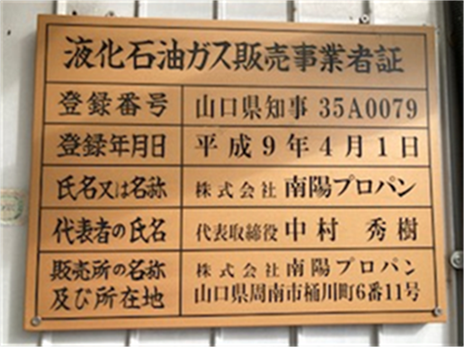 液化石油ガス販売事業者証
登録番号 山口県知事 35A0079
登録年月日 平成9年4月1日
氏名又は名称 株式会社 南陽プロパン
代表者の氏名 代表取締役 中村 秀樹
販売所の名称 株式会社 南陽プロパン
及び所在地 山口県周南市桶川町6番11号